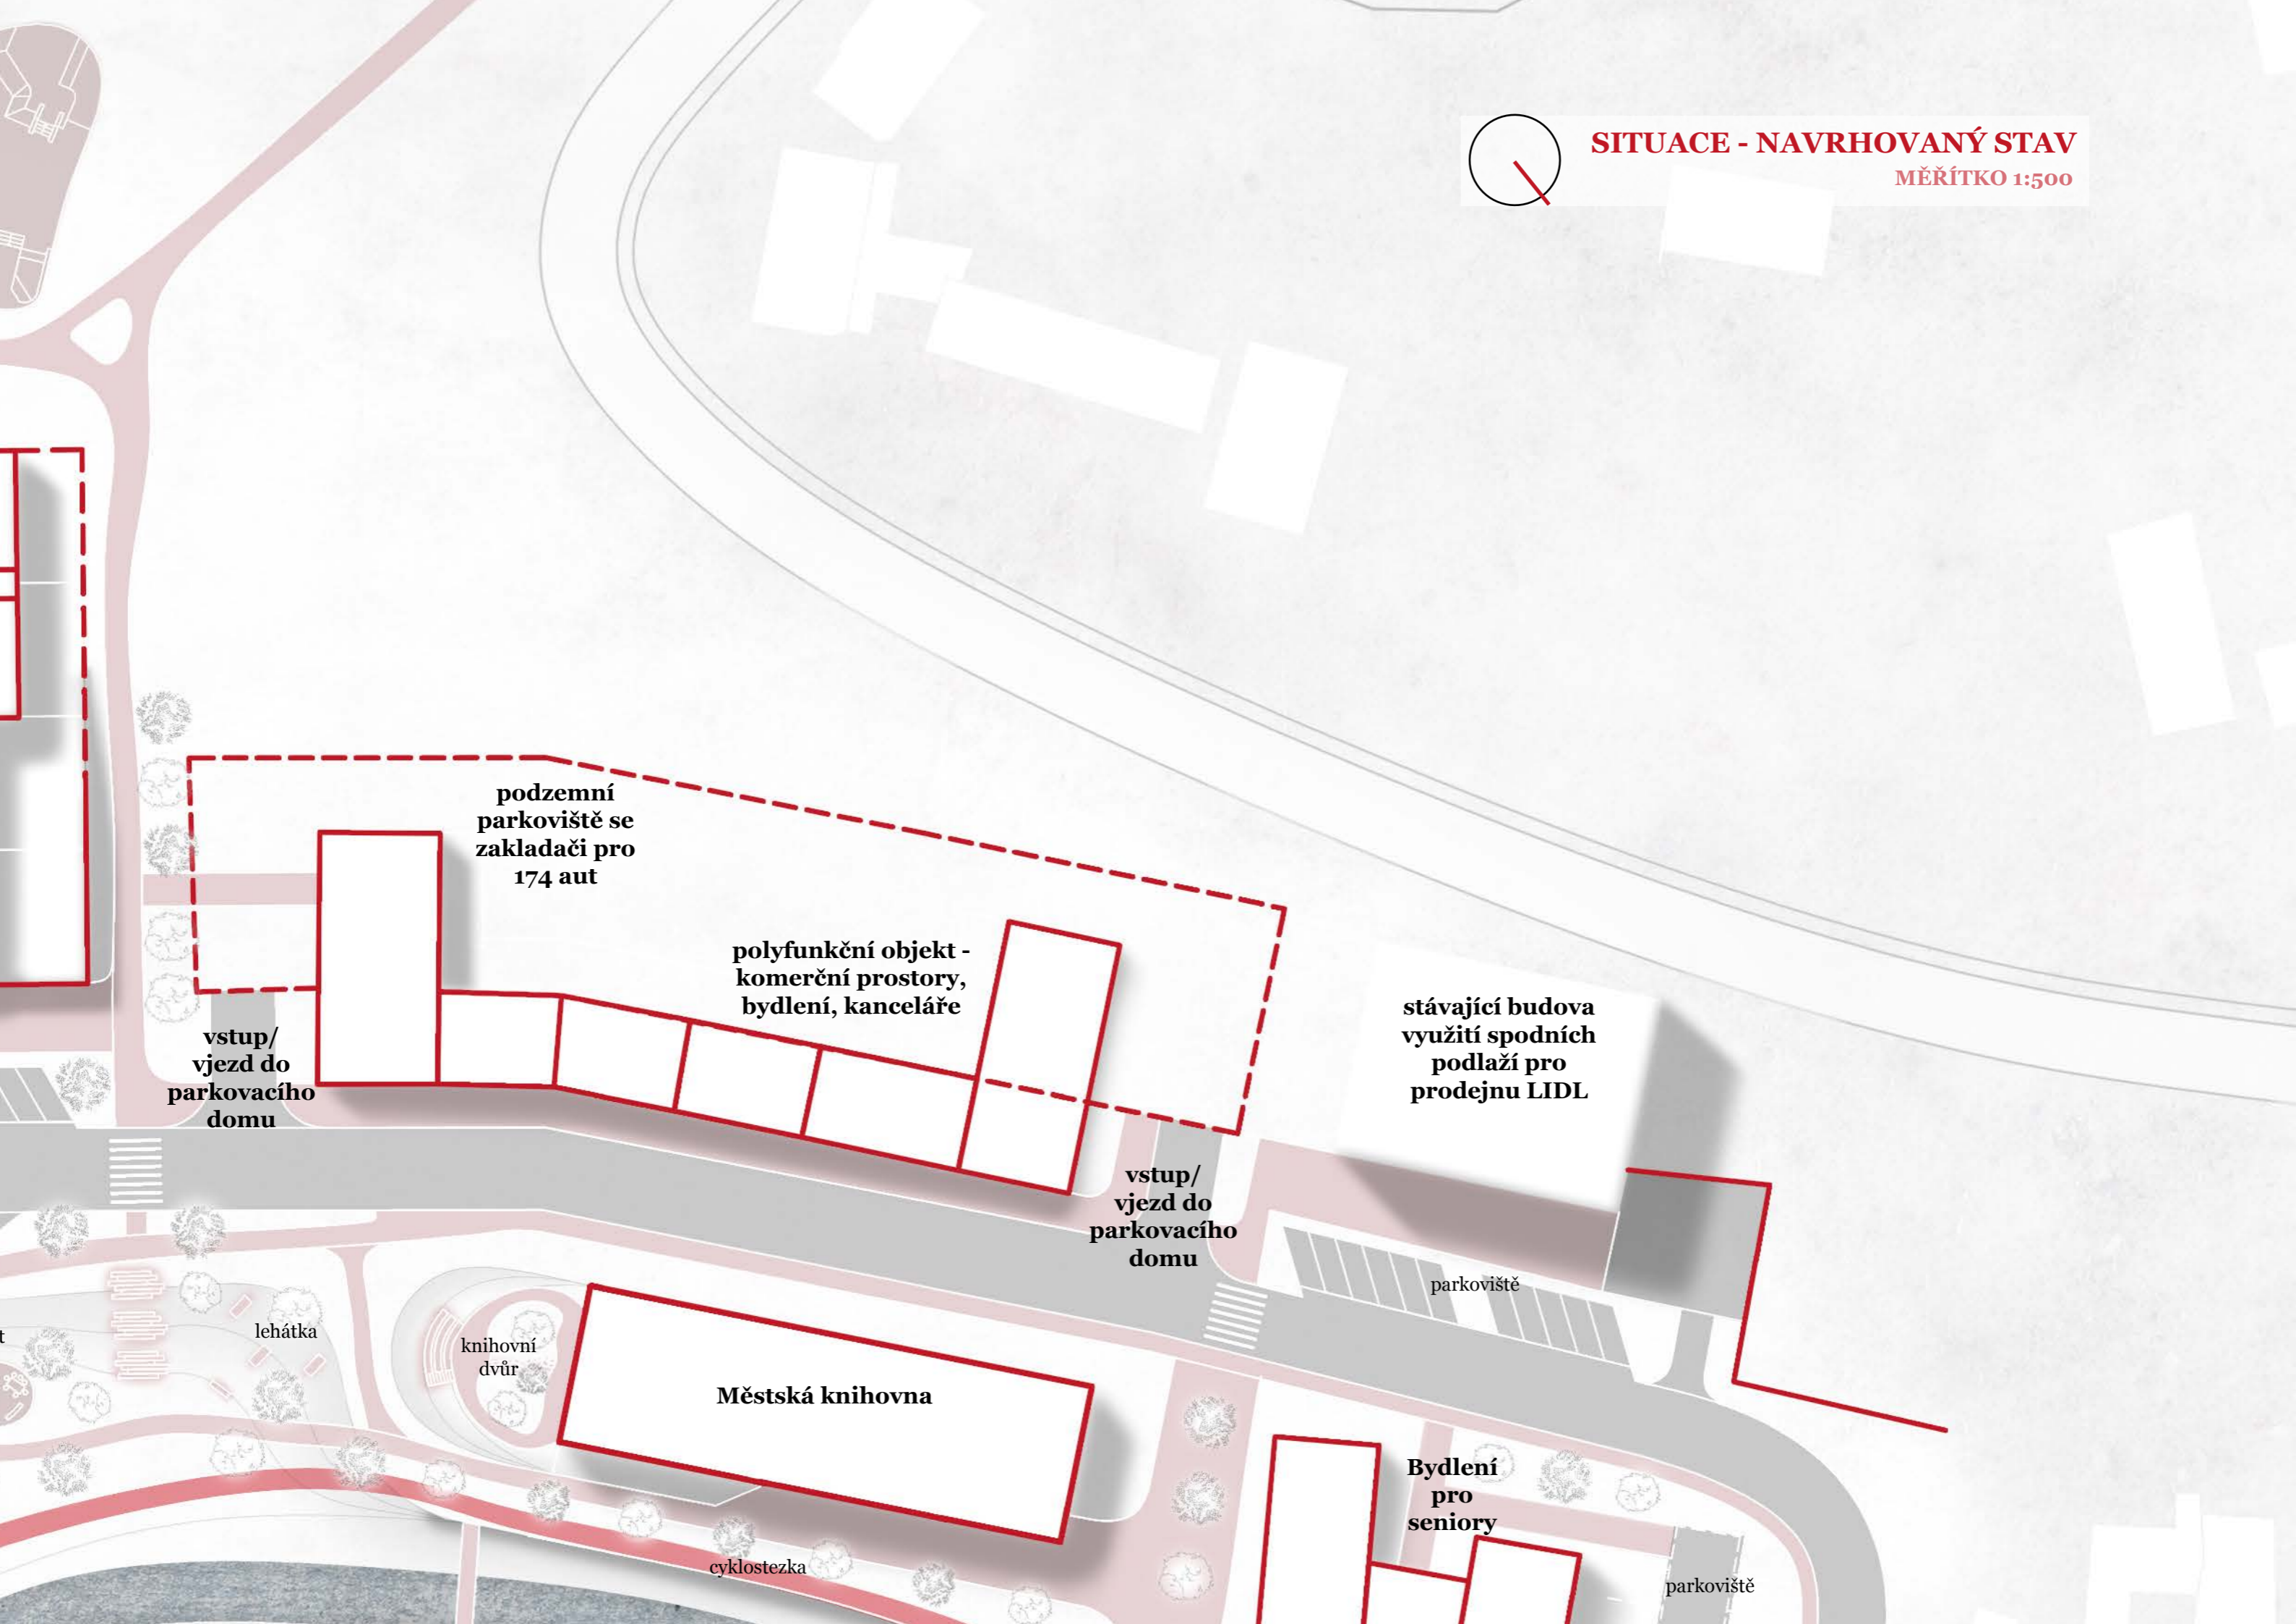 SITUACE - NAVRHOVANÝ STAV
MĚŘÍTKO 1:500
podzemní
parkoviště se
zakladači pro
174 aut
polyfunkční objekt -
komerční prostory,
bydlení, kanceláře
stávající budova
využití spodních
podlaží pro
prodejnu LIDL
vstup/
vjezd do
parkovacího
domu
vstup/
vjezd do
parkovacího
domu
parkoviště
lehátka
t
knihovní
dvůr
Městská knihovna
Bydlení
pro
seniory
cyklostezka
parkoviště